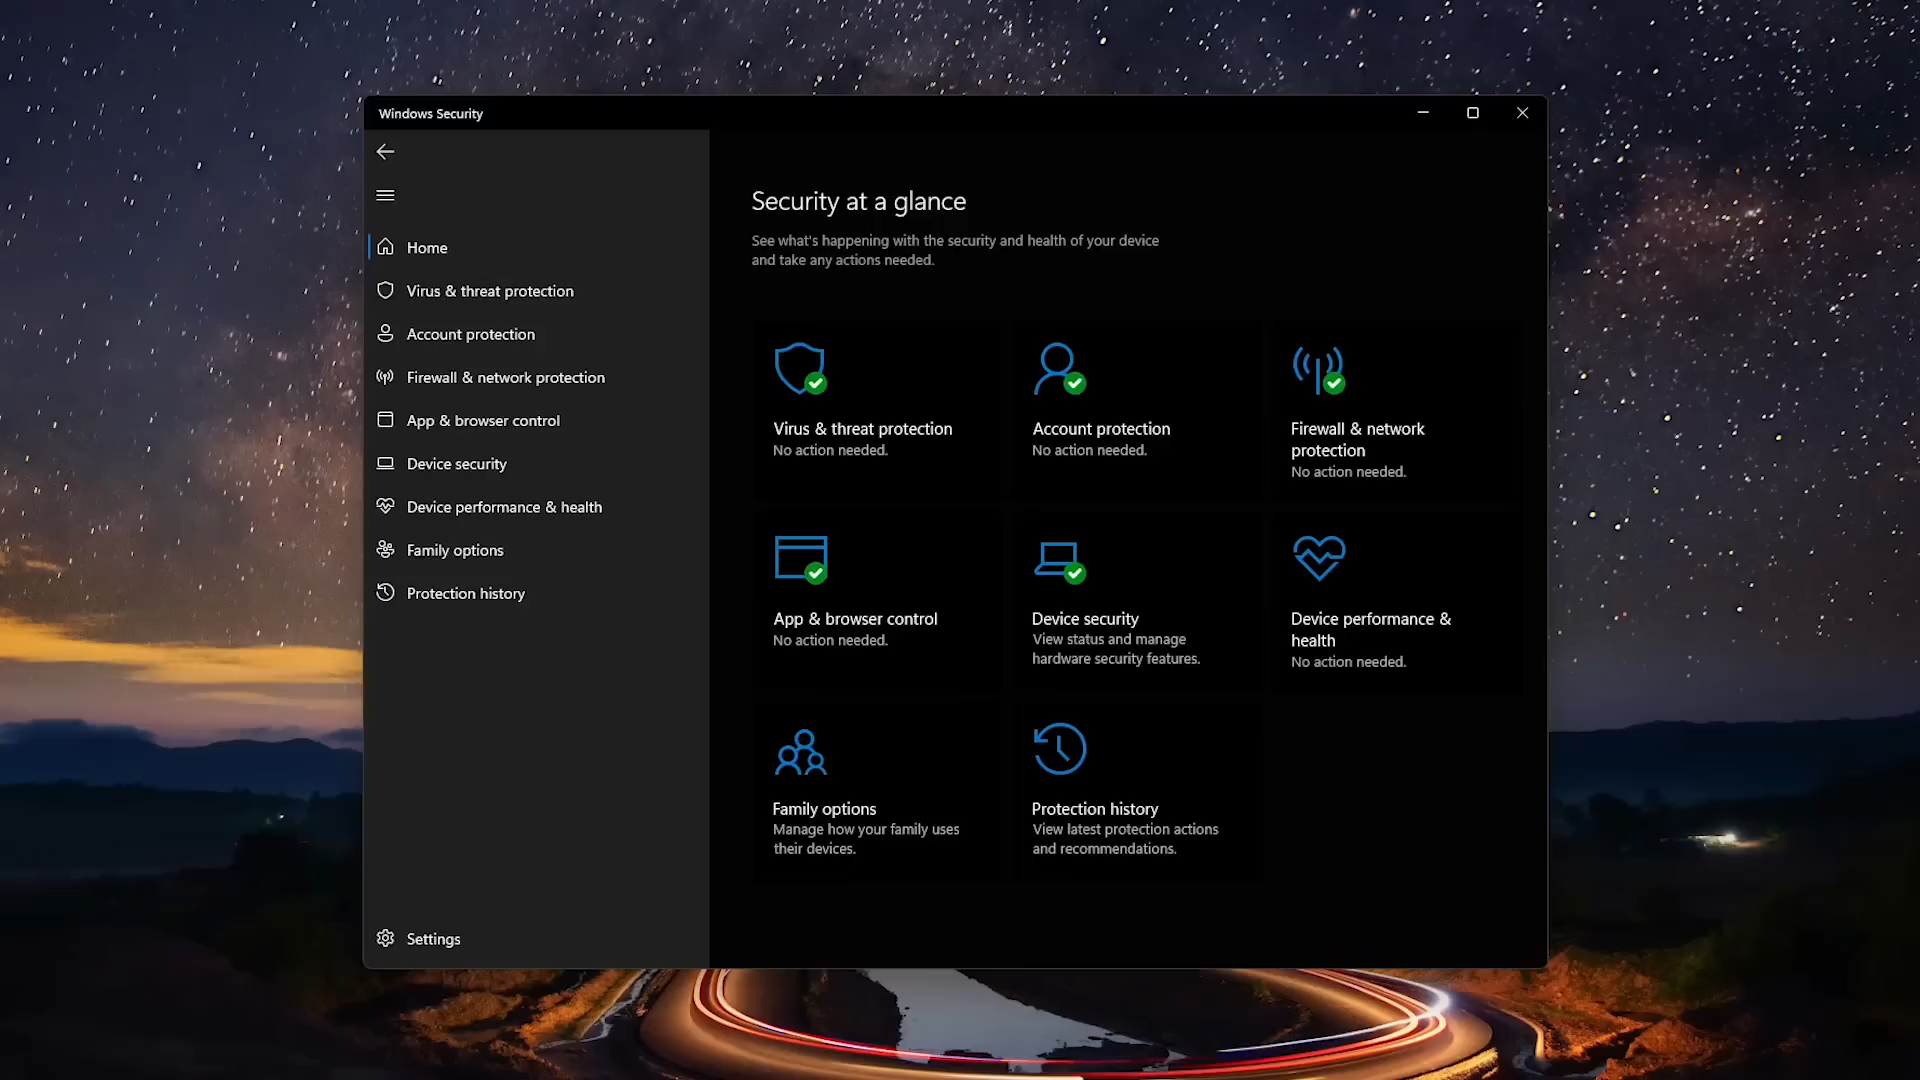 Windows Security
Home
Virus & threat protection
Account protection
Firewall & network protection
App & browser control
Device security
Device performance & health
Family options
Protection history
Settings
Security at a glance
See what's happening with the security and health of your device
and take any actions needed.
Virus & threat protection
No action needed.
Account protection
No action needed.
Firewall & network
protection
No action needed.
App & browser control
No action needed.
Device security
View status and manage
hardware security features.
Device performance &
health
No action needed.
Family options
Manage how your family uses
their devices.
Protection history
View latest protection actions
and recommendations.